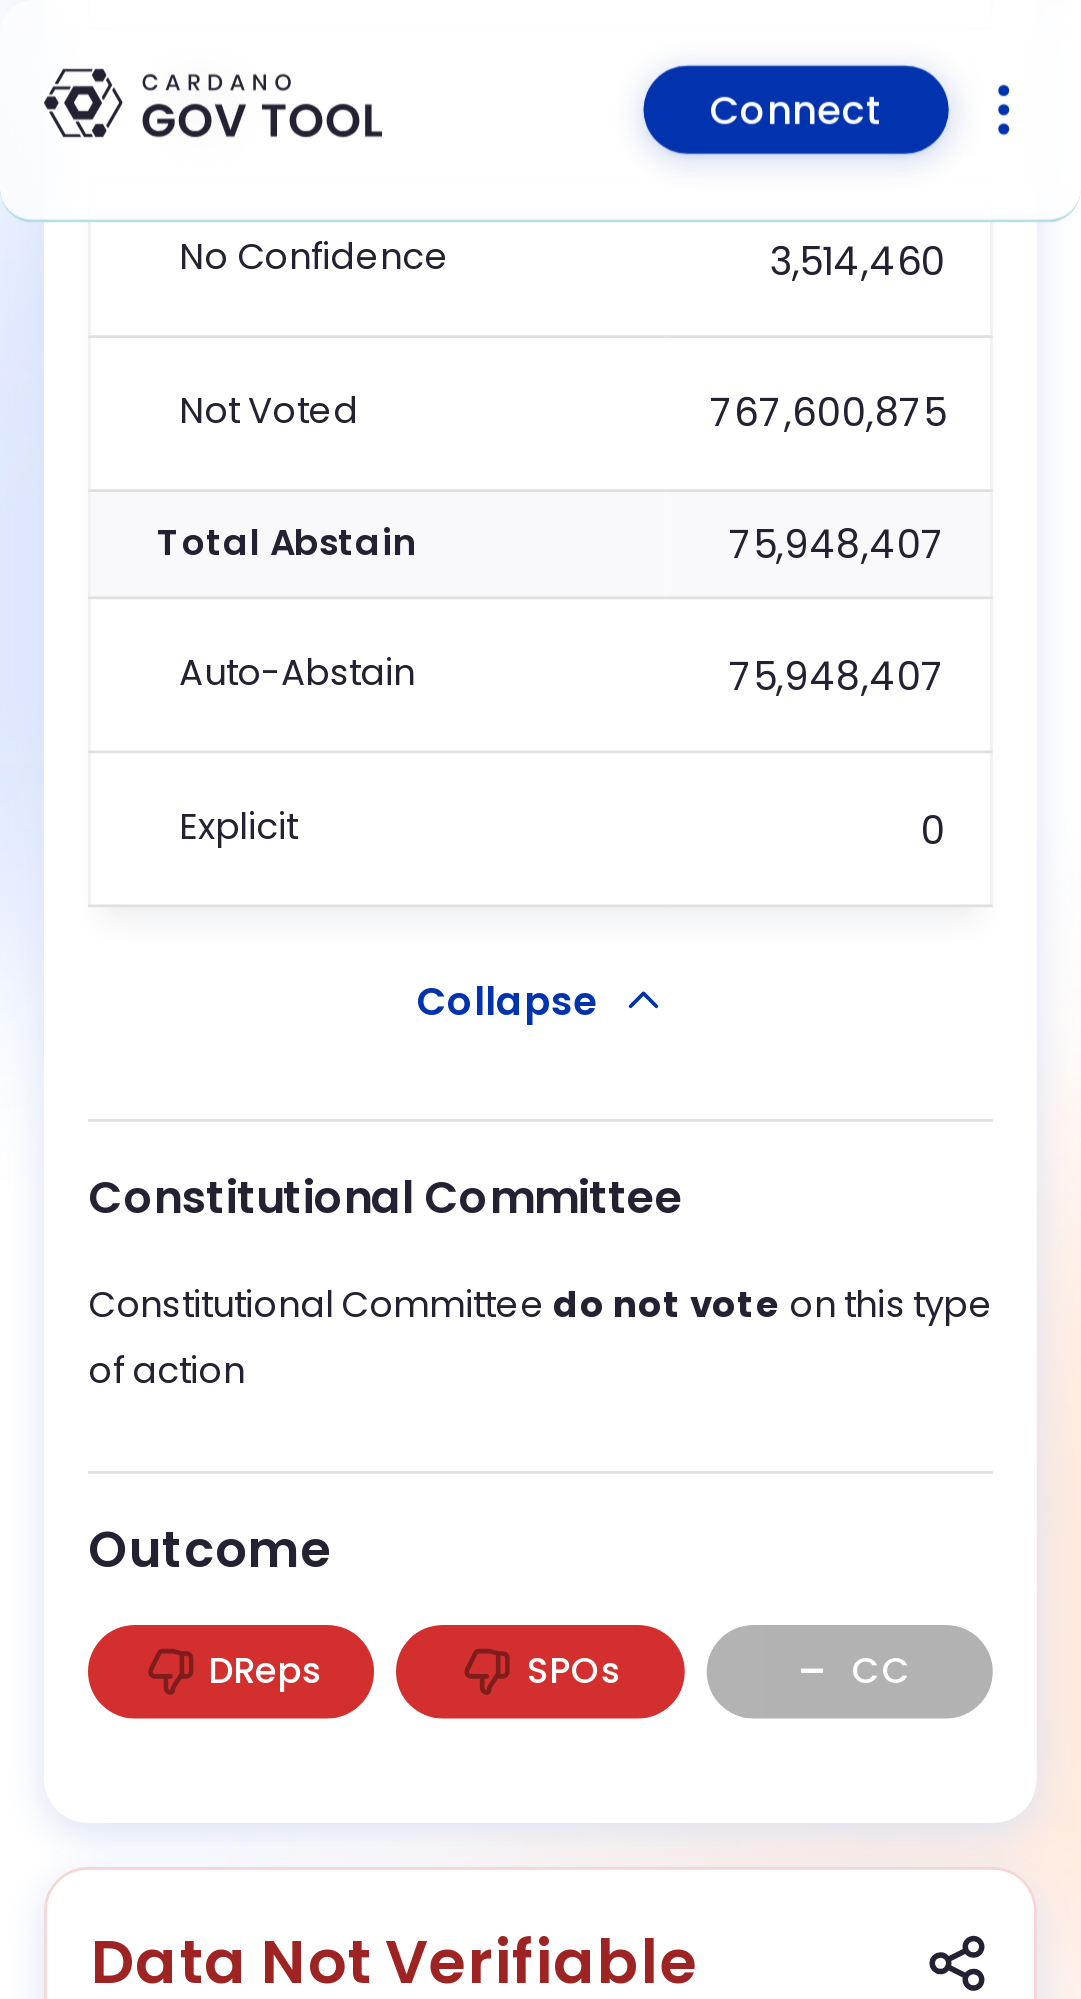 CARDANO
GOV TOOL
Connect
No Confidence 3,514,460
Not Voted 767,600,875
Total Abstain 75,948,407
Auto-Abstain 75,948,407
Explicit 0
Collapse
Constitutional Committee
Constitutional Committee do not vote on this type
of action
Outcome
DReps SPOs – CC
Data Not Verifiable